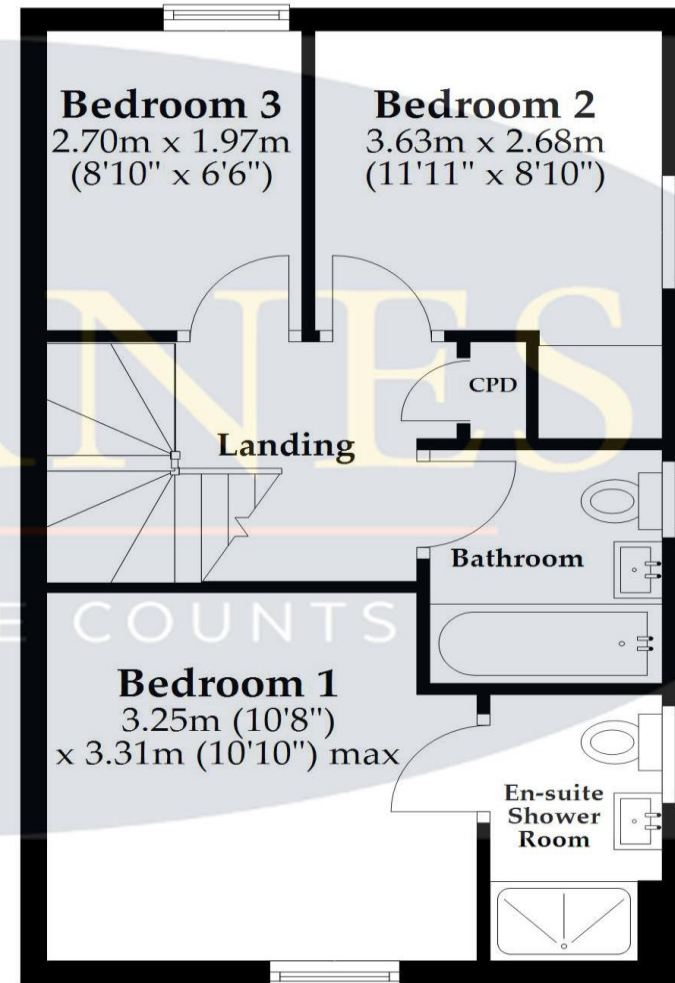 Bedroom 3
2.70m x 1.97m
(8'10" x 6'6")
Bedroom 2
3.63m x 2.68m
(11'11" x 8'10")
CPD
Landing
Bathroom
Bedroom 1
3.25m (10'8")
x 3.31m (10'10") max
En-suite
Shower
Room
ANES
E COUNTS